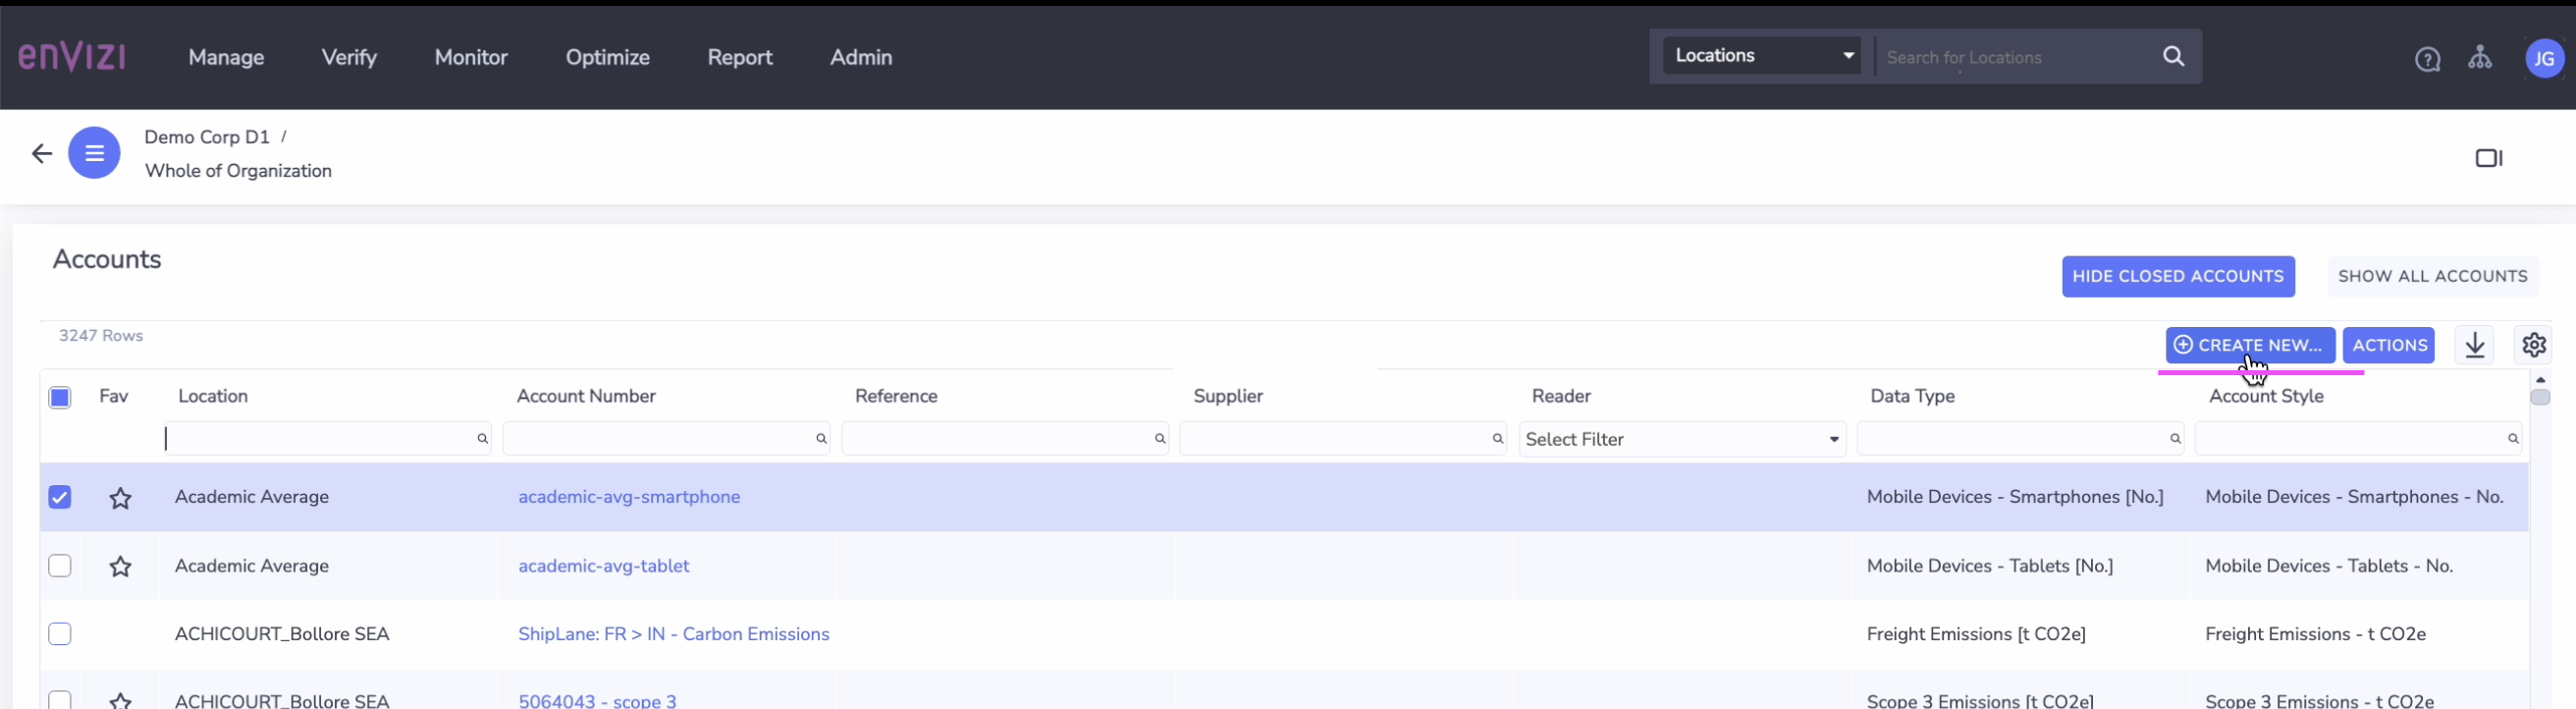 enVIZI Manage Verify Monitor Optimize Report Admin Locations Search for Locations JG
Demo Corp D1 /
Whole of Organization
Accounts
HIDE CLOSED ACCOUNTS SHOW ALL ACCOUNTS
3247 Rows CREATE NEW... ACTIONS
Fav Location Account Number Reference Supplier Reader Data Type Account Style
Select Filter
Academic Average academic-avg-smartphone Mobile Devices - Smartphones [No.] Mobile Devices - Smartphones - No.
Academic Average academic-avg-tablet Mobile Devices - Tablets [No.] Mobile Devices - Tablets - No.
ACHICOURT_Bollore SEA ShipLane: FR > IN - Carbon Emissions Freight Emissions [t CO2e] Freight Emissions - t CO2e
ACHICOURT_Bollore SEA 5064043 - scope 3 Scope 3 Emissions [t CO2e] Scope 3 Emissions - t CO2e